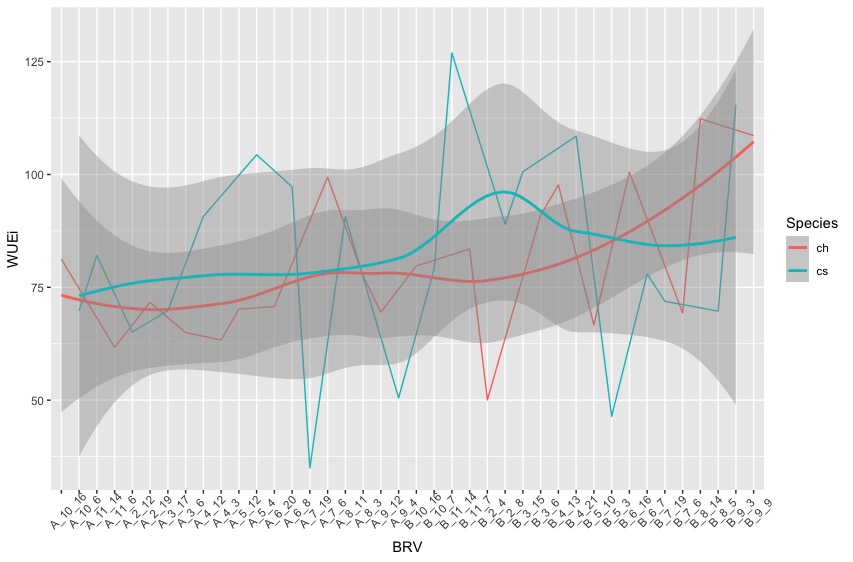 125
100
75
50
WUEi
A_10_16
A_10_6
A_11_14
A_11_6
A_2_12
A_2_19
A_3_17
A_3_6
A_4_12
A_4_3
A_5_12
A_5_4
A_6_20
A_6_8
A_7_19
A_7_6
A_8_11
A_8_3
A_9_12
A_9_4
B_10_16
B_10_7
B_11_14
B_11_7
B_2_4
B_2_8
B_3_15
B_3_6
B_4_13
B_4_21
B_5_10
B_5_3
B_6_16
B_6_7
B_7_19
B_7_6
B_8_14
B_8_5
B_9_3
B_9_9
BRV
Species
ch
cs